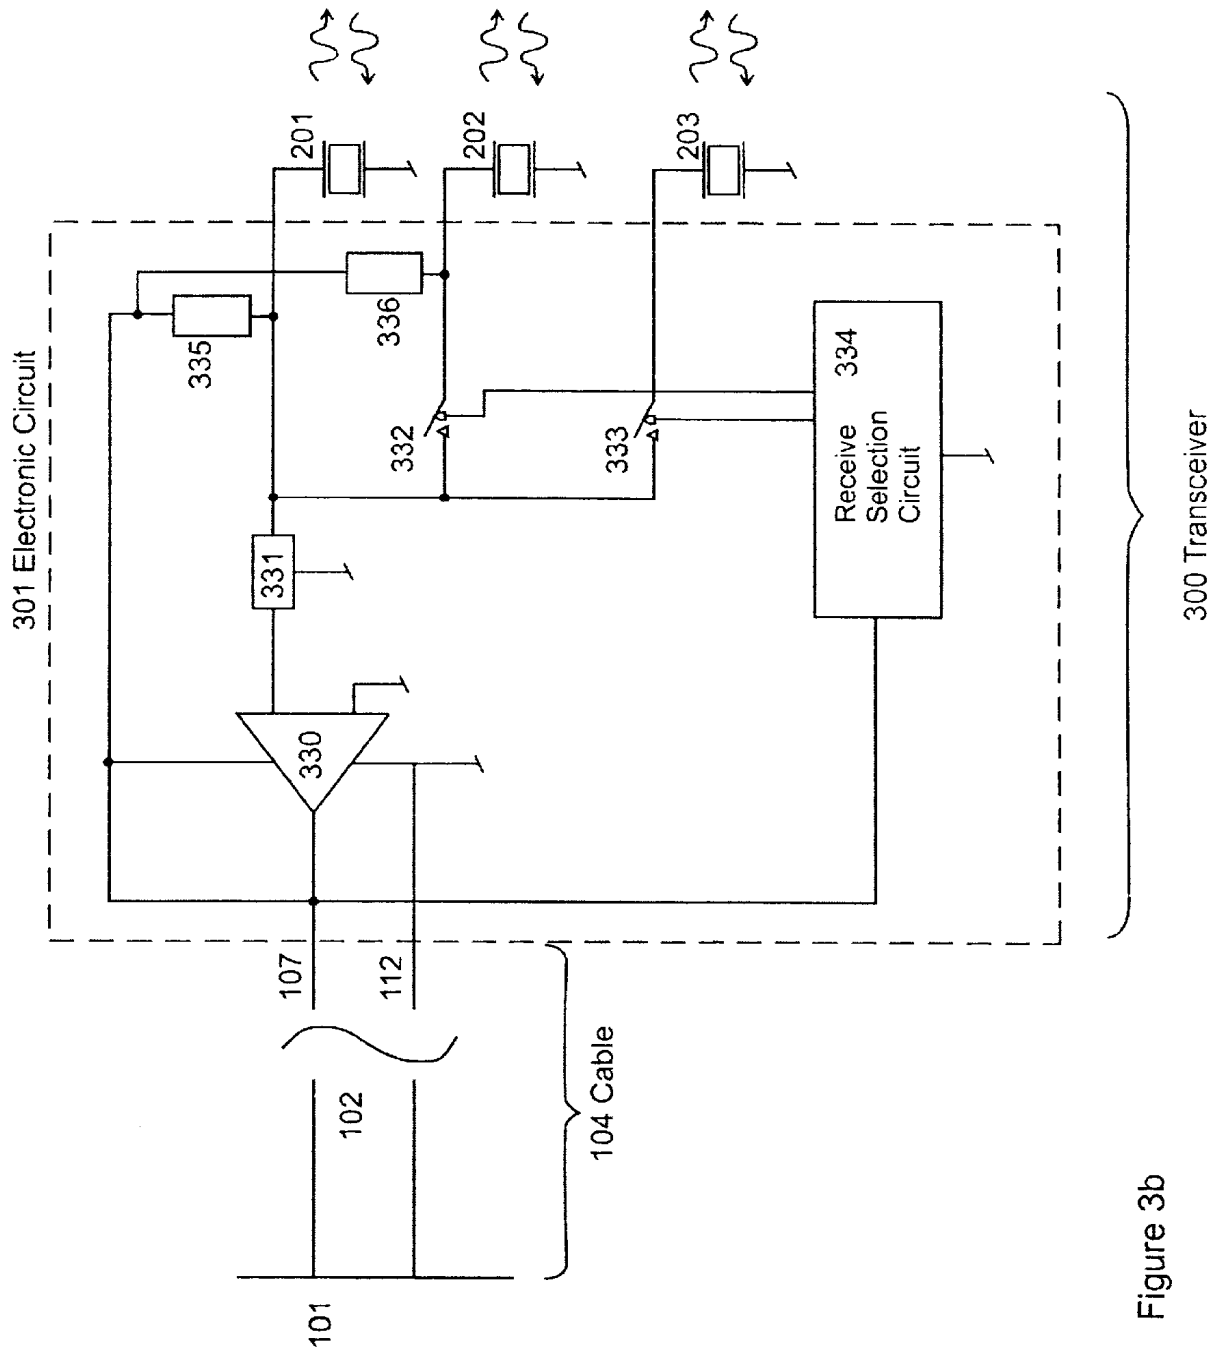 301 Electronic Circuit
201
202
203
335
336
332
333
334
Receive
Selection
Circuit
331
330
107
112
102
101
104 Cable
300 Transceiver
Figure 3b